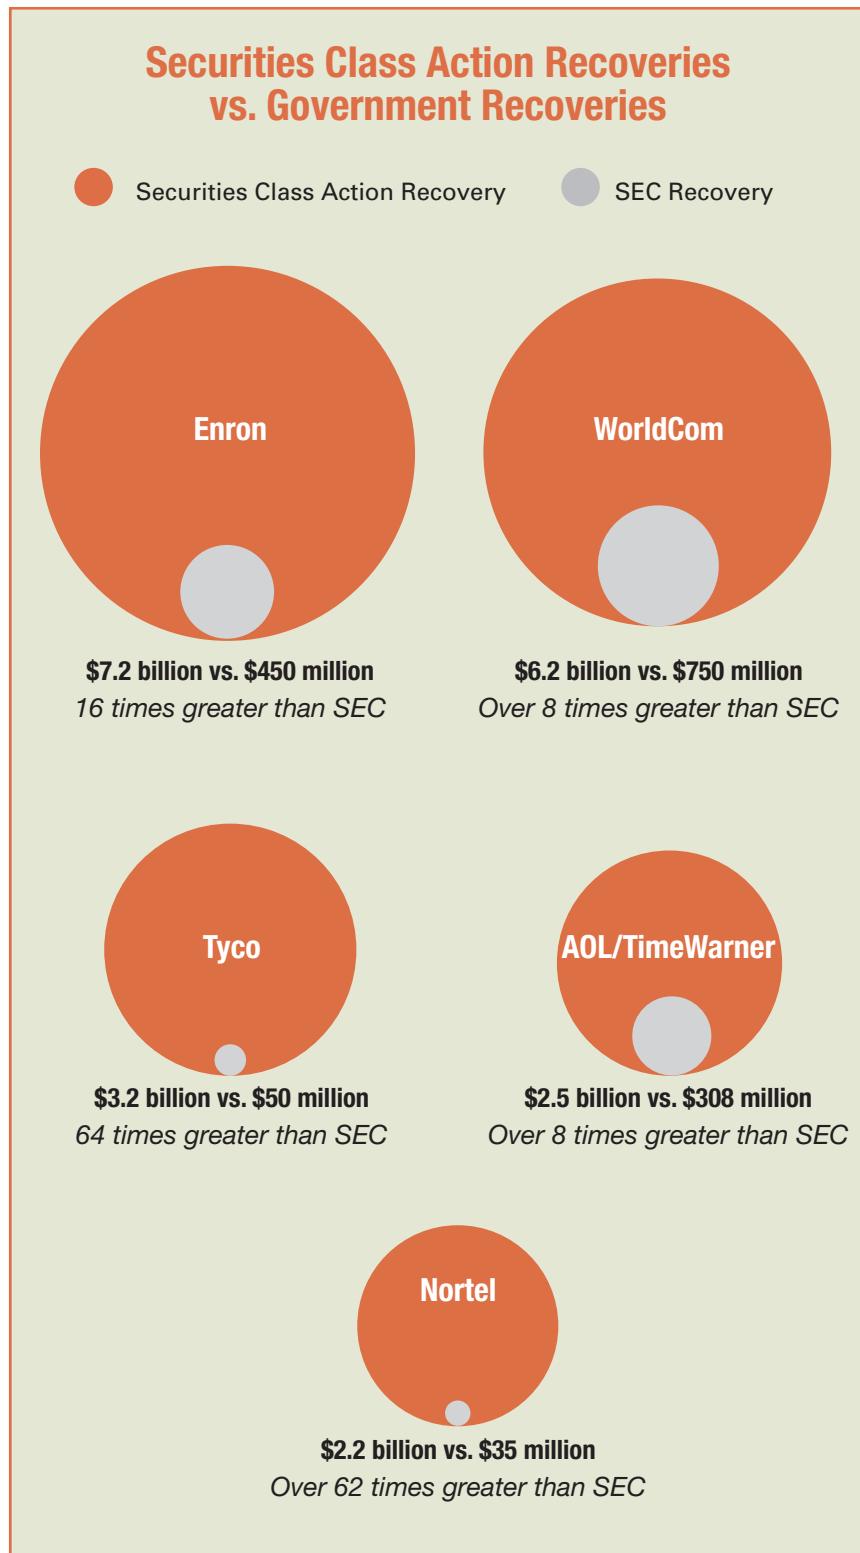 Securities Class Action Recoveries
vs. Government Recoveries
Securities Class Action Recovery
SEC Recovery
Enron
$7.2 billion vs. $450 million
16 times greater than SEC
WorldCom
$6.2 billion vs. $750 million
Over 8 times greater than SEC
Tyco
$3.2 billion vs. $50 million
64 times greater than SEC
AOL/TimeWarner
$2.5 billion vs. $308 million
Over 8 times greater than SEC
Nortel
$2.2 billion vs. $35 million
Over 62 times greater than SEC